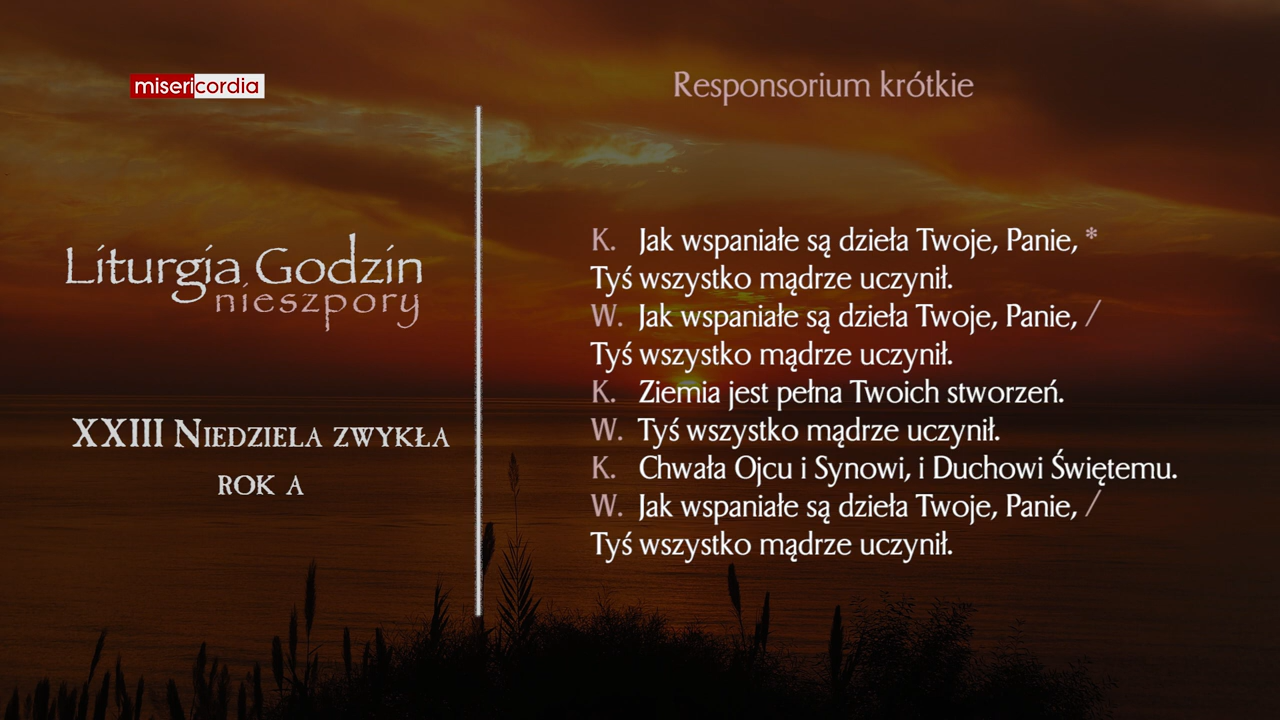 misericordia
Liturgia Godzin
nieszpory
XXIII NIEDZIELA ZWYKŁA
ROK A
Responsorium krótkie
K. Jak wspaniałe są dzieła Twoje, Panie, *
Tyś wszystko mądrze uczynił.
W. Jak wspaniałe są dzieła Twoje, Panie, /
Tyś wszystko mądrze uczynił.
K. Ziemia jest pełna Twoich stworzeń.
W. Tyś wszystko mądrze uczynił.
K. Chwała Ojcu i Synowi, i Duchowi Świętemu.
W. Jak wspaniałe są dzieła Twoje, Panie, /
Tyś wszystko mądrze uczynił.